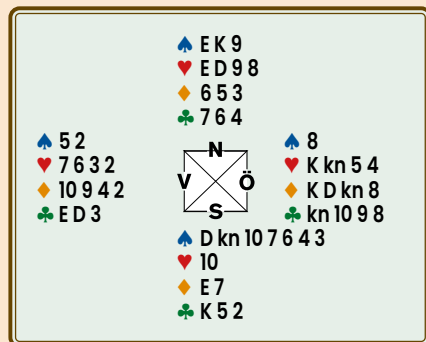 ♠ E K 9
♥ E D 9 8
♦ 6 5 3
♣ 7 6 4
♠ 5 2
♥ 7 6 3 2
♦ 10 9 4 2
♣ E D 3
N
V Ö
S
♠ 8
♥ K kn 5 4
♦ K D kn 8
♣ kn 10 9 8
♠ D kn 10 7 6 4 3
♥ 10
♦ E 7
♣ K 5 2